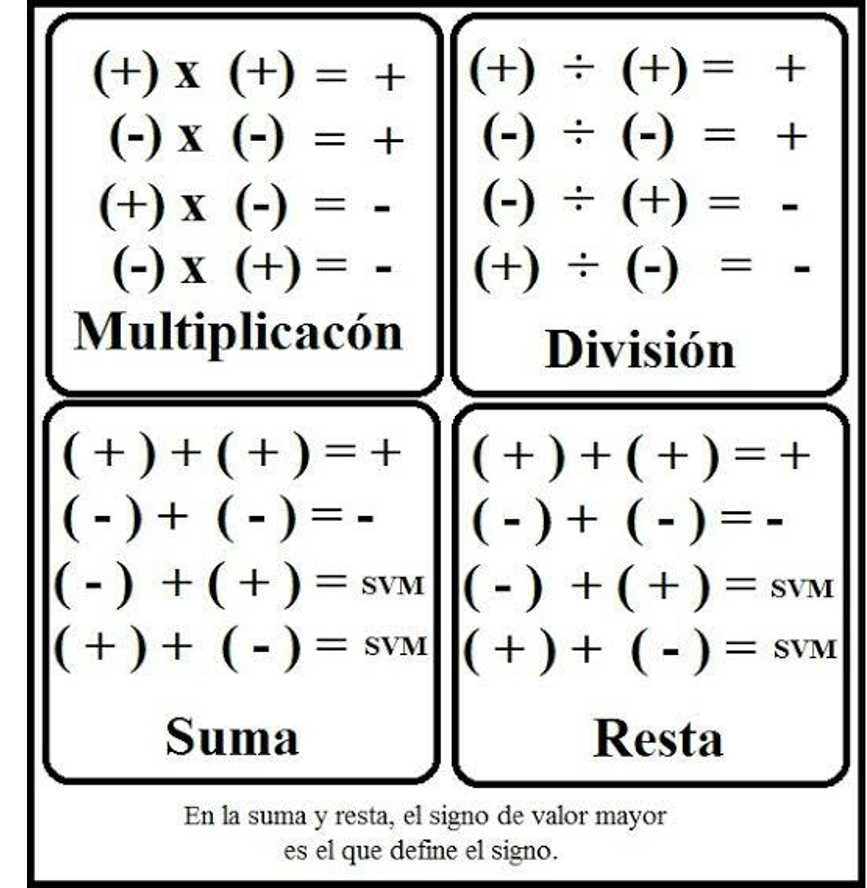 (+) x (+) = +
(-) x (-) = +
(+) x (-) = -
(-) x (+) = -
Multiplicacón
(+) ÷ (+) = +
(-) ÷ (-) = +
(-) ÷ (+) = -
(+) ÷ (-) = -
División
( + ) + ( + ) = +
( - ) + ( - ) = -
( - ) + ( + ) = SVM
( + ) + ( - ) = SVM
Suma
( + ) + ( + ) = +
( - ) + ( - ) = -
( - ) + ( + ) = SVM
( + ) + ( - ) = SVM
Resta
En la suma y resta, el signo de valor mayor
es el que define el signo.